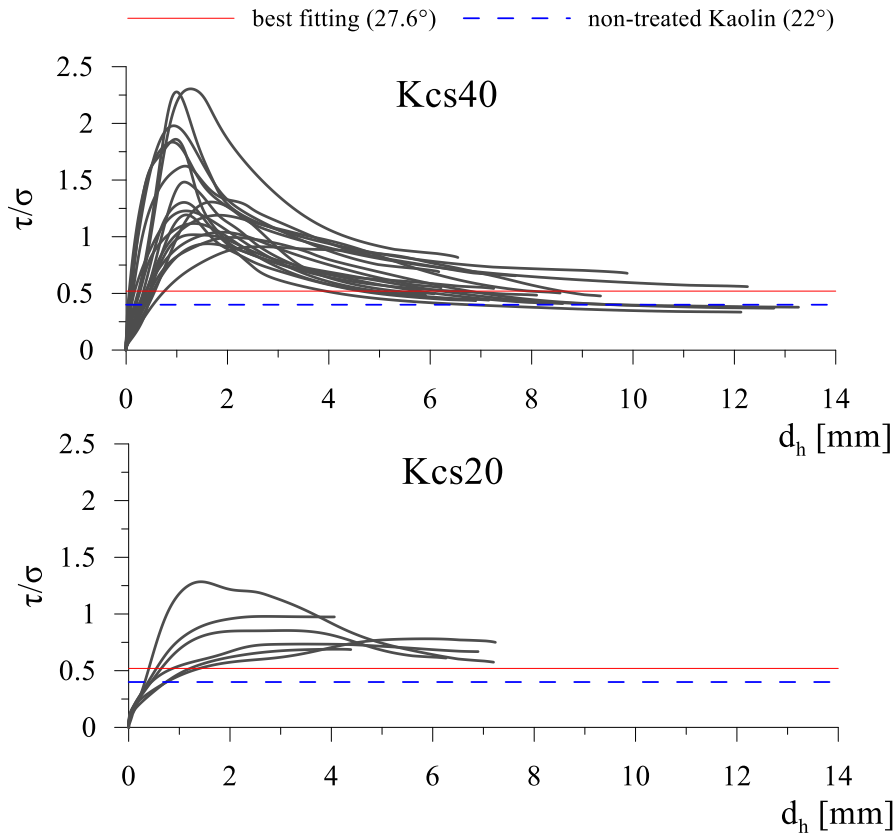 best fitting (27.6°) non-treated Kaolin (22°)
Kcs40
τ/σ
2.5
2
1.5
1
0.5
0
0 2 4 6 8 10 12 14
d_h [mm]
Kcs20
τ/σ
2.5
2
1.5
1
0.5
0
0 2 4 6 8 10 12 14
d_h [mm]